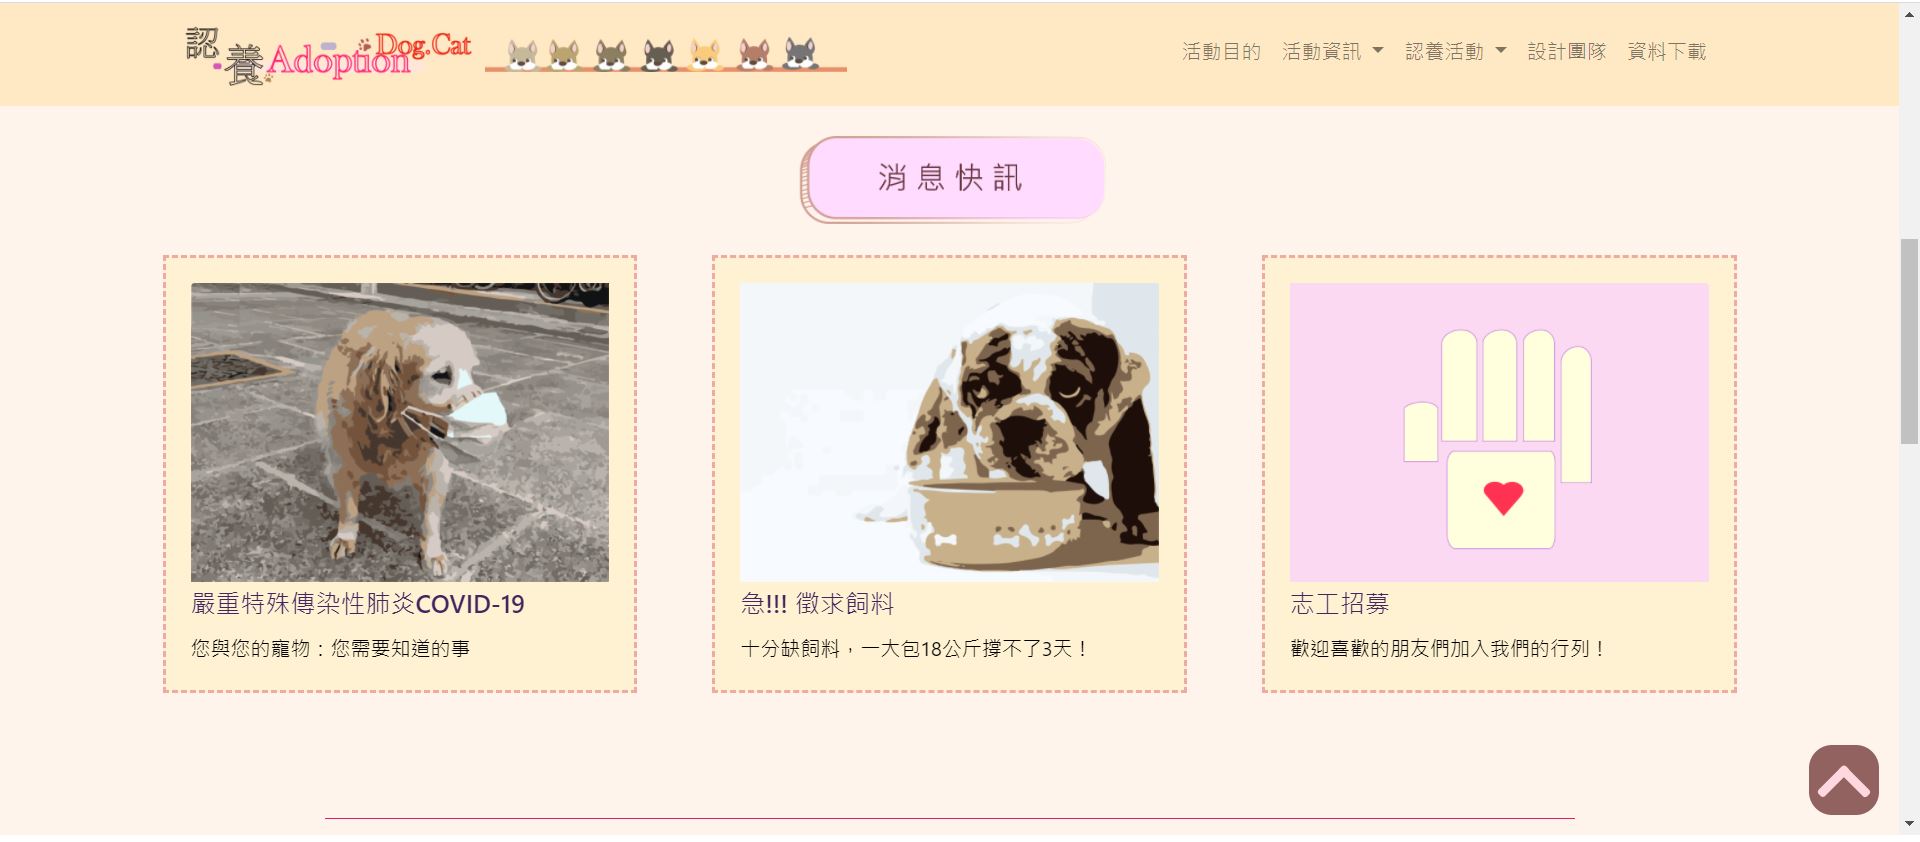 認養Adoption Dog.Cat
活動目的 活動資訊 認養活動 設計團隊 資料下載
消息快訊
嚴重特殊傳染性肺炎COVID-19
您與您的寵物：您需要知道的事
急!!! 徵求飼料
十分缺飼料，一大包18公斤撐不了3天！
志工招募
歡迎喜歡的朋友們加入我們的行列！